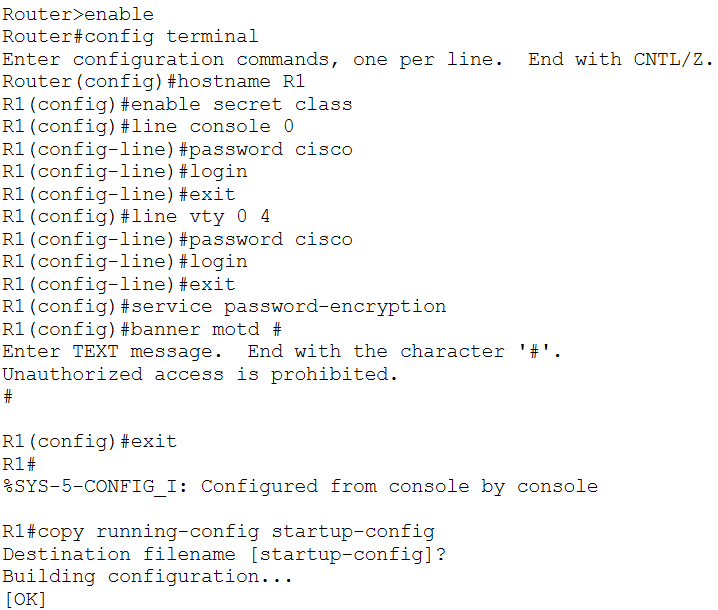 Router>enable
Router#config terminal
Enter configuration commands, one per line.  End with CNTL/Z.
Router(config)#hostname R1
R1(config)#enable secret class
R1(config)#line console 0
R1(config-line)#password cisco
R1(config-line)#login
R1(config-line)#exit
R1(config)#line vty 0 4
R1(config-line)#password cisco
R1(config-line)#login
R1(config-line)#exit
R1(config)#service password-encryption
R1(config)#banner motd #
Enter TEXT message.  End with the character '#'.
Unauthorized access is prohibited.
#
R1(config)#exit
R1#
%SYS-5-CONFIG_I: Configured from console by console
R1#copy running-config startup-config
Destination filename [startup-config]?
Building configuration...
[OK]